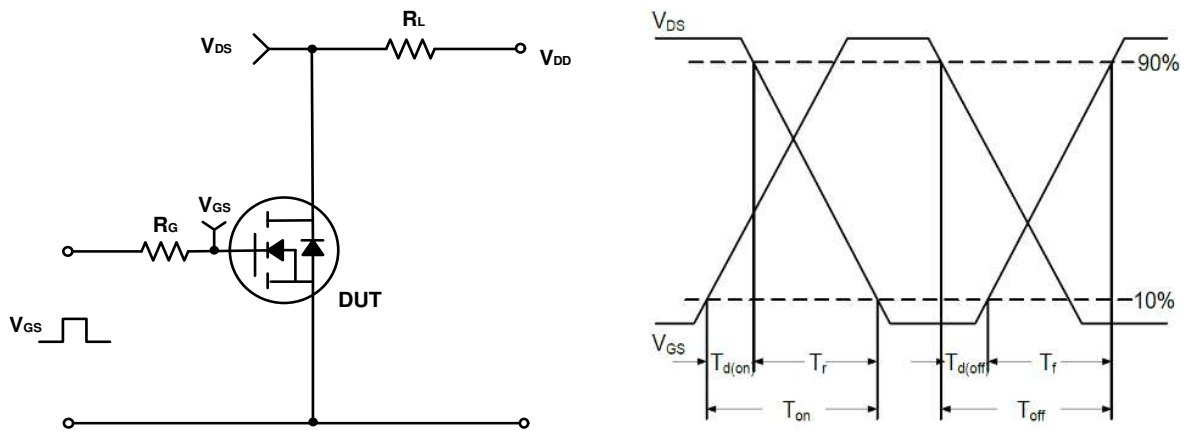 RL
VDS
VDD
VGS
RG
DUT
VGS
VDS
90%
10%
VGS
Td(on)
Tr
Td(off)
Tf
Ton
Toff